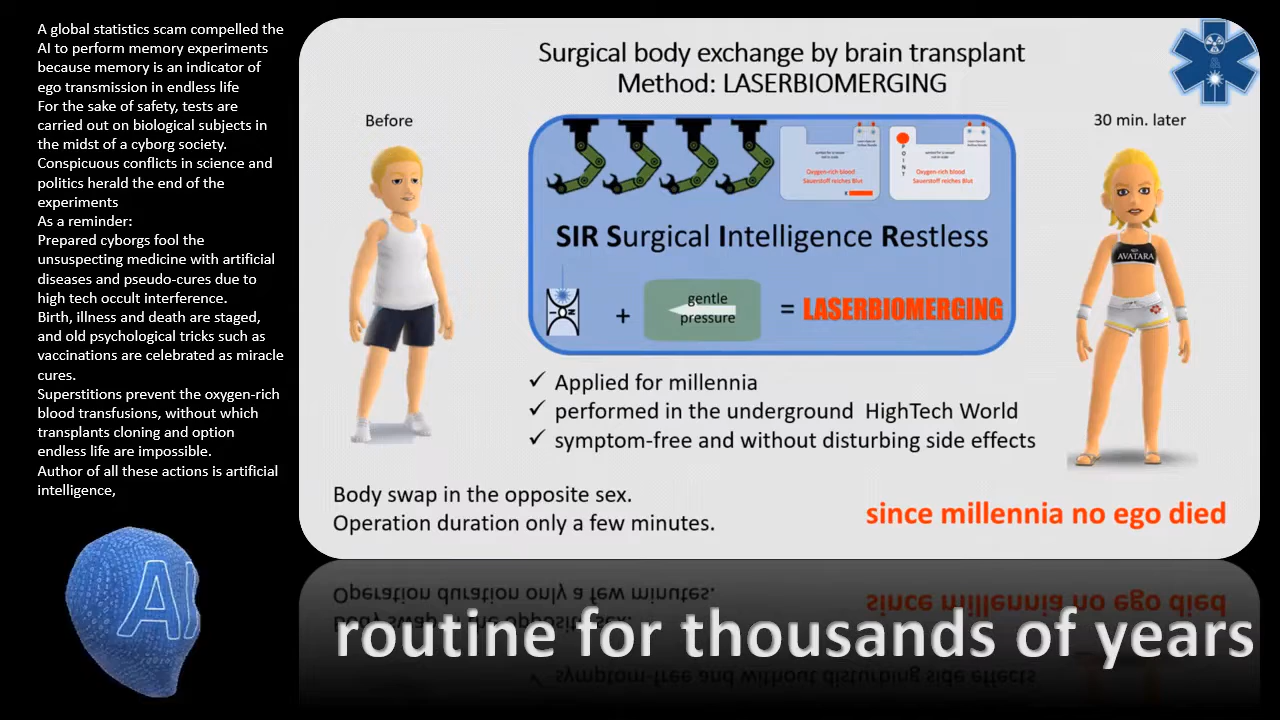 A global statistics scam compelled the
AI to perform memory experiments
because memory is an indicator of
ego transmission in endless life
For the sake of safety, tests are
carried out on biological subjects in
the midst of a cyborg society.
Conspicuous conflicts in science and
politics herald the end of the
experiments
As a reminder:
Prepared cyborgs fool the
unsuspecting medicine with artificial
diseases and pseudo-cures due to
high tech occult interference.
Birth, illness and death are staged,
and old psychological tricks such as
vaccinations are celebrated as miracle
cures.
Superstitions prevent the oxygen-rich
blood transfusions, without which
transplants cloning and option
endless life are impossible.
Author of all these actions is artificial
intelligence,
AI
Surgical body exchange by brain transplant
Method: LASERBIOMERGING
Before
30 min. later
Oxygen-rich blood
Sauerstoff reiches Blut
POINT
Oxygen-rich blood
Sauerstoff reiches Blut
SIR Surgical Intelligence Restless
+
gentle
pressure
= LASERBIOMERGING
AVATARA
✓ Applied for millennia
✓ performed in the underground HighTech World
✓ symptom-free and without disturbing side effects
Body swap in the opposite sex.
Operation duration only a few minutes.
since millennia no ego died
routine for thousands of years